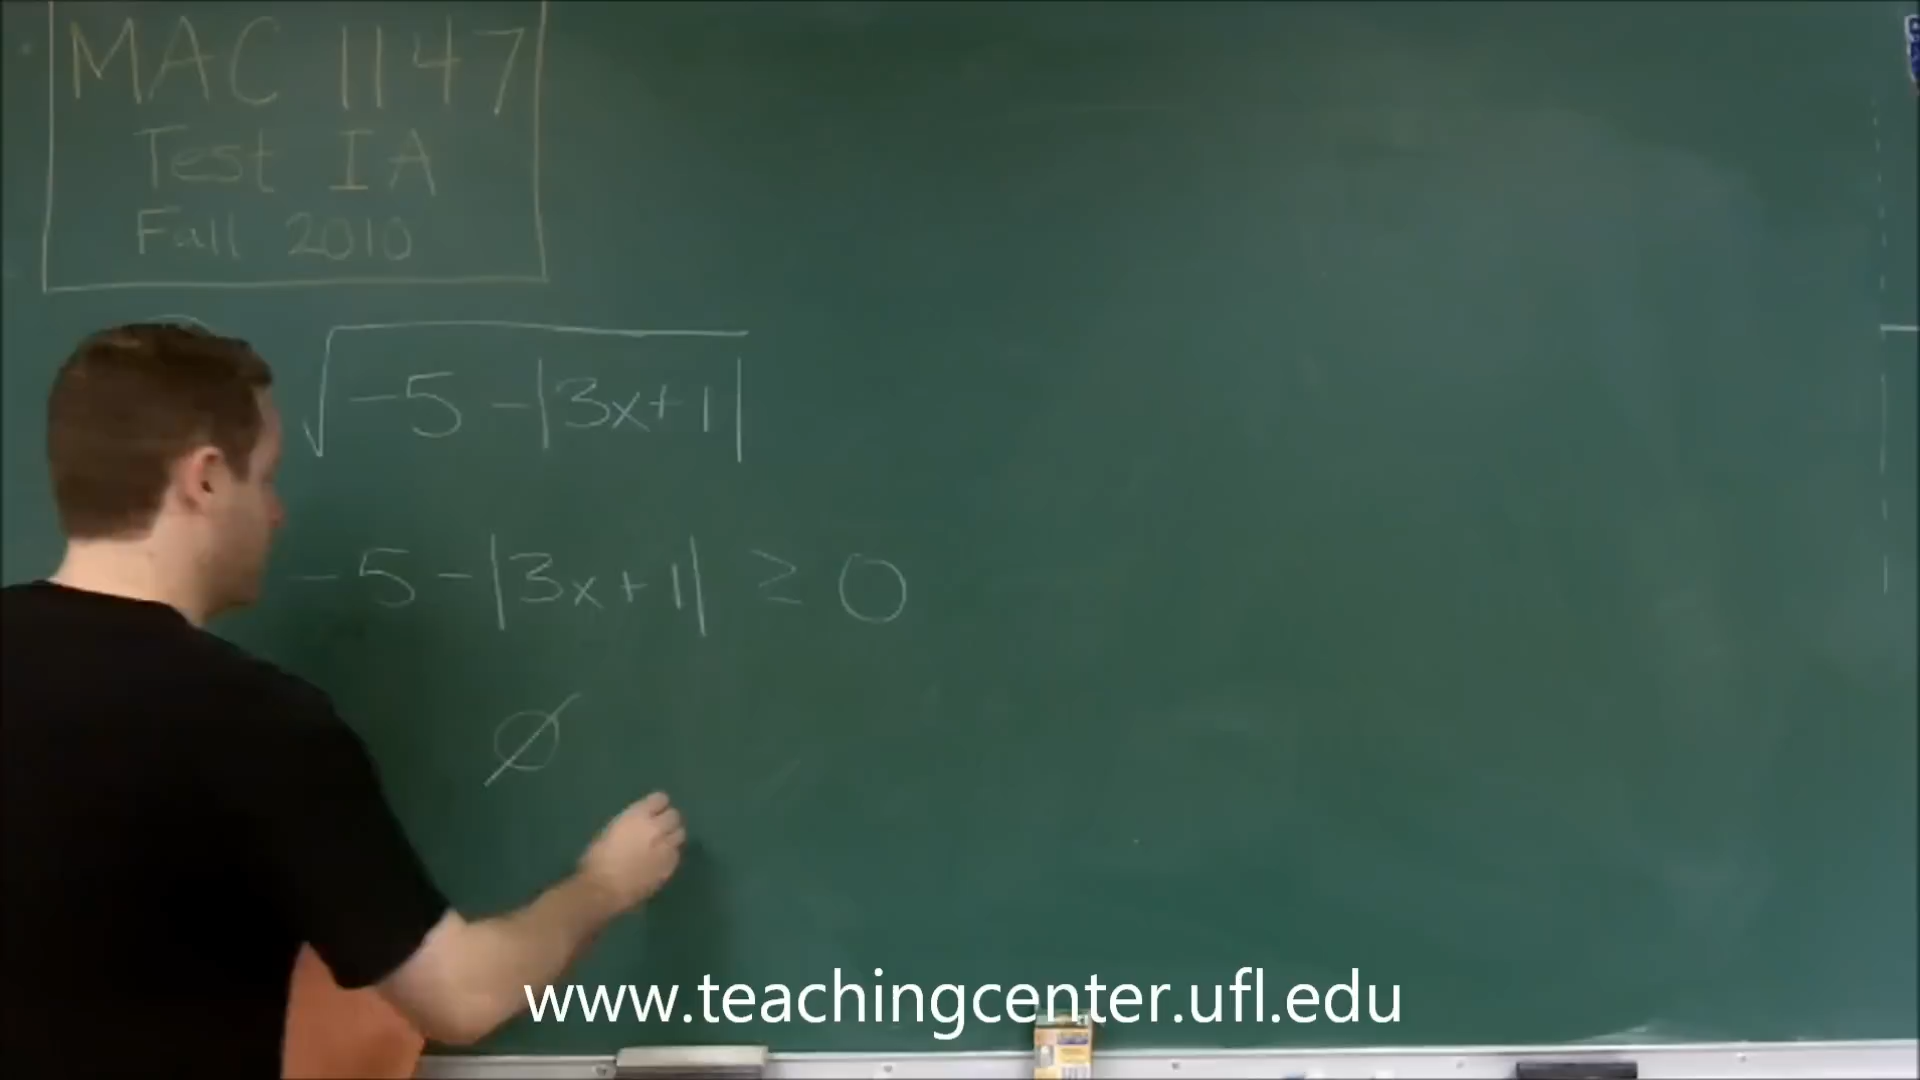 MAC 1147
Test IA
Fall 2010
√-5-|3x+1|
-5-|3x+1| ≥ 0
∅
www.teachingcenter.ufl.edu